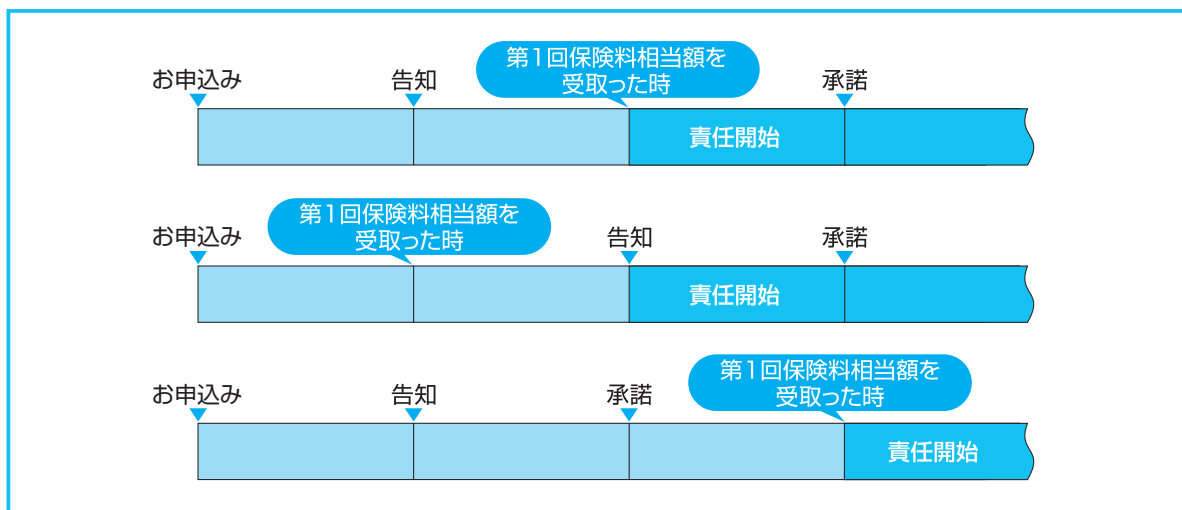 お申込み
告知
第1回保険料相当額を
受取った時
承諾
責任開始
お申込み
第1回保険料相当額を
受取った時
告知
承諾
責任開始
お申込み
告知
承諾
第1回保険料相当額を
受取った時
責任開始